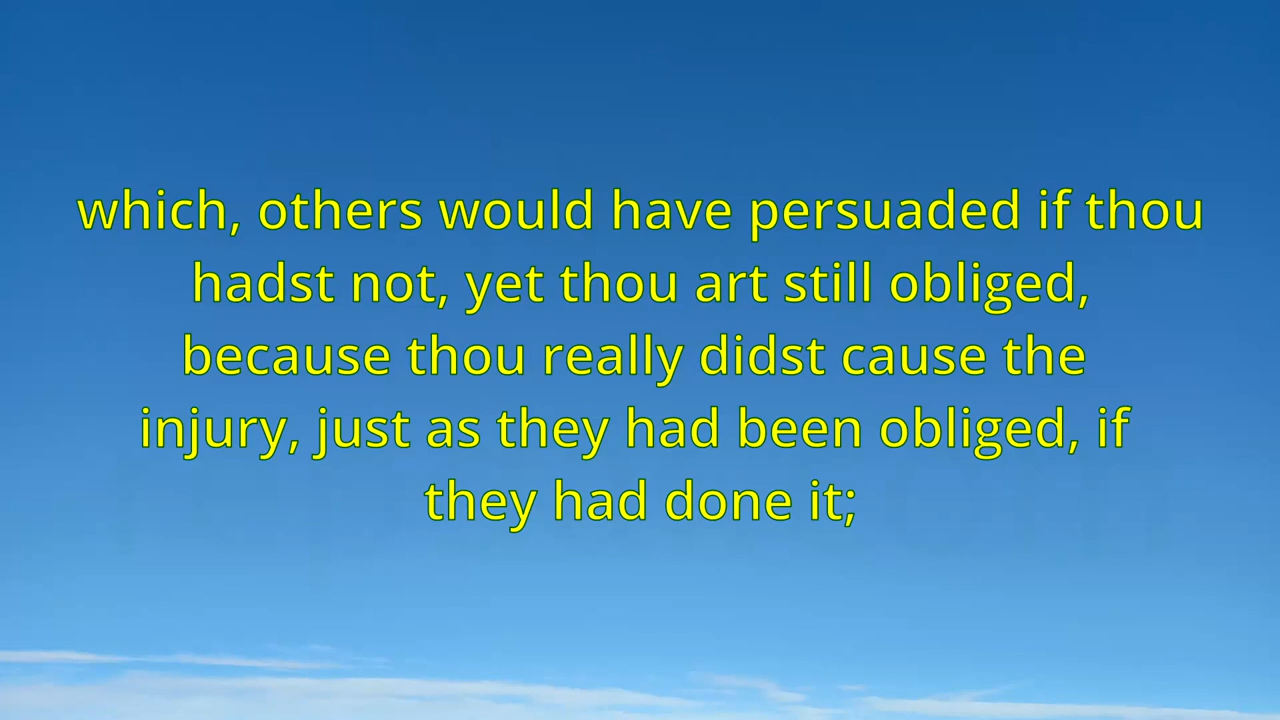 which, others would have persuaded if thou
hadst not, yet thou art still obliged,
because thou really didst cause the
injury, just as they had been obliged, if
they had done it;